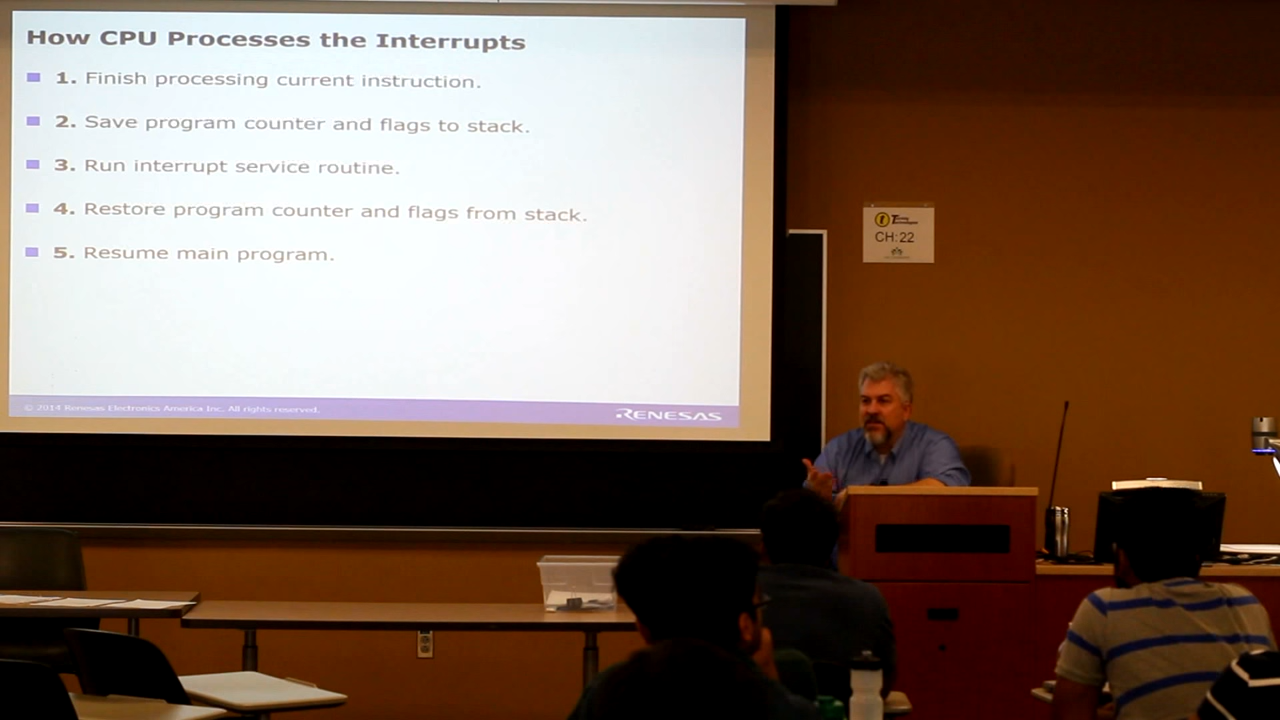 How CPU Processes the Interrupts
1. Finish processing current instruction.
2. Save program counter and flags to stack.
3. Run interrupt service routine.
4. Restore program counter and flags from stack.
5. Resume main program.
© 2014 Renesas Electronics America Inc. All rights reserved.
RENESAS
Turning
Technologies
CH: 22